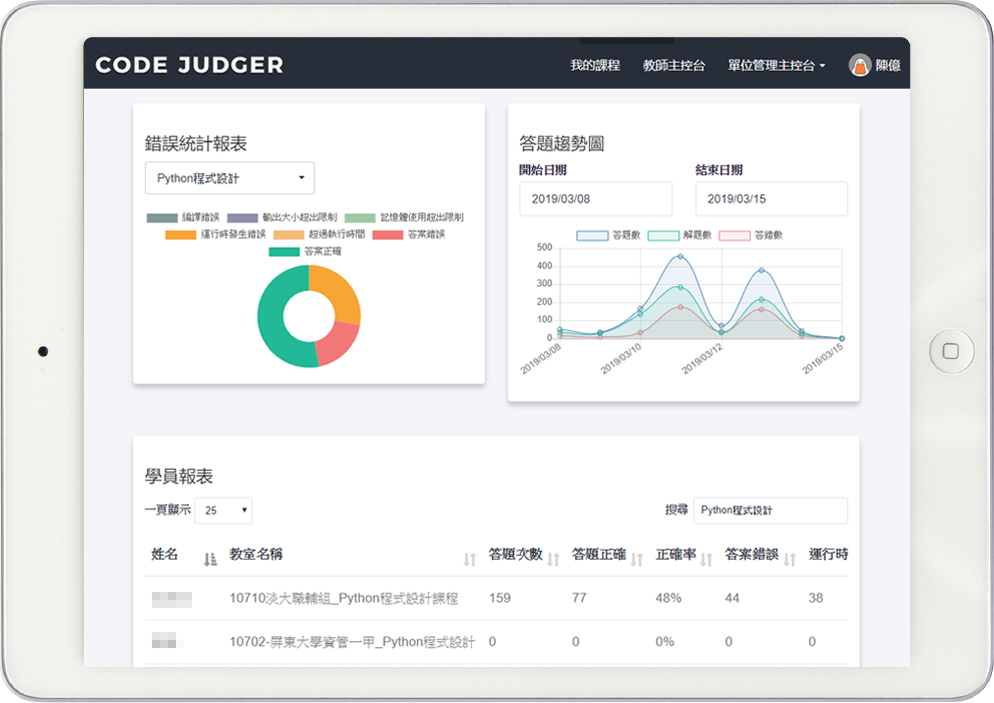 CODE JUDGER 我的課程 教師主控台 單位管理主控台 陳億
錯誤統計報表
Python程式設計
編譯錯誤 輸出大小超出限制 記憶體使用超出限制
運行時發生錯誤 超過執行時間 答案錯誤
答案正確
答題趨勢圖
開始日期 結束日期
2019/03/08 2019/03/15
答題數 解題數 答錯數
500
400
300
200
100
0
2019/03/08 2019/03/10 2019/03/12 2019/03/15
學員報表
一頁顯示 25 搜尋 Python程式設計
姓名 教室名稱 答題次數 答題正確 正確率 答案錯誤 運行時
10710淡大職輔組_Python程式設計課程 159 77 48% 44 38
10702-屏東大學資管一甲_Python程式設計 0 0 0% 0 0